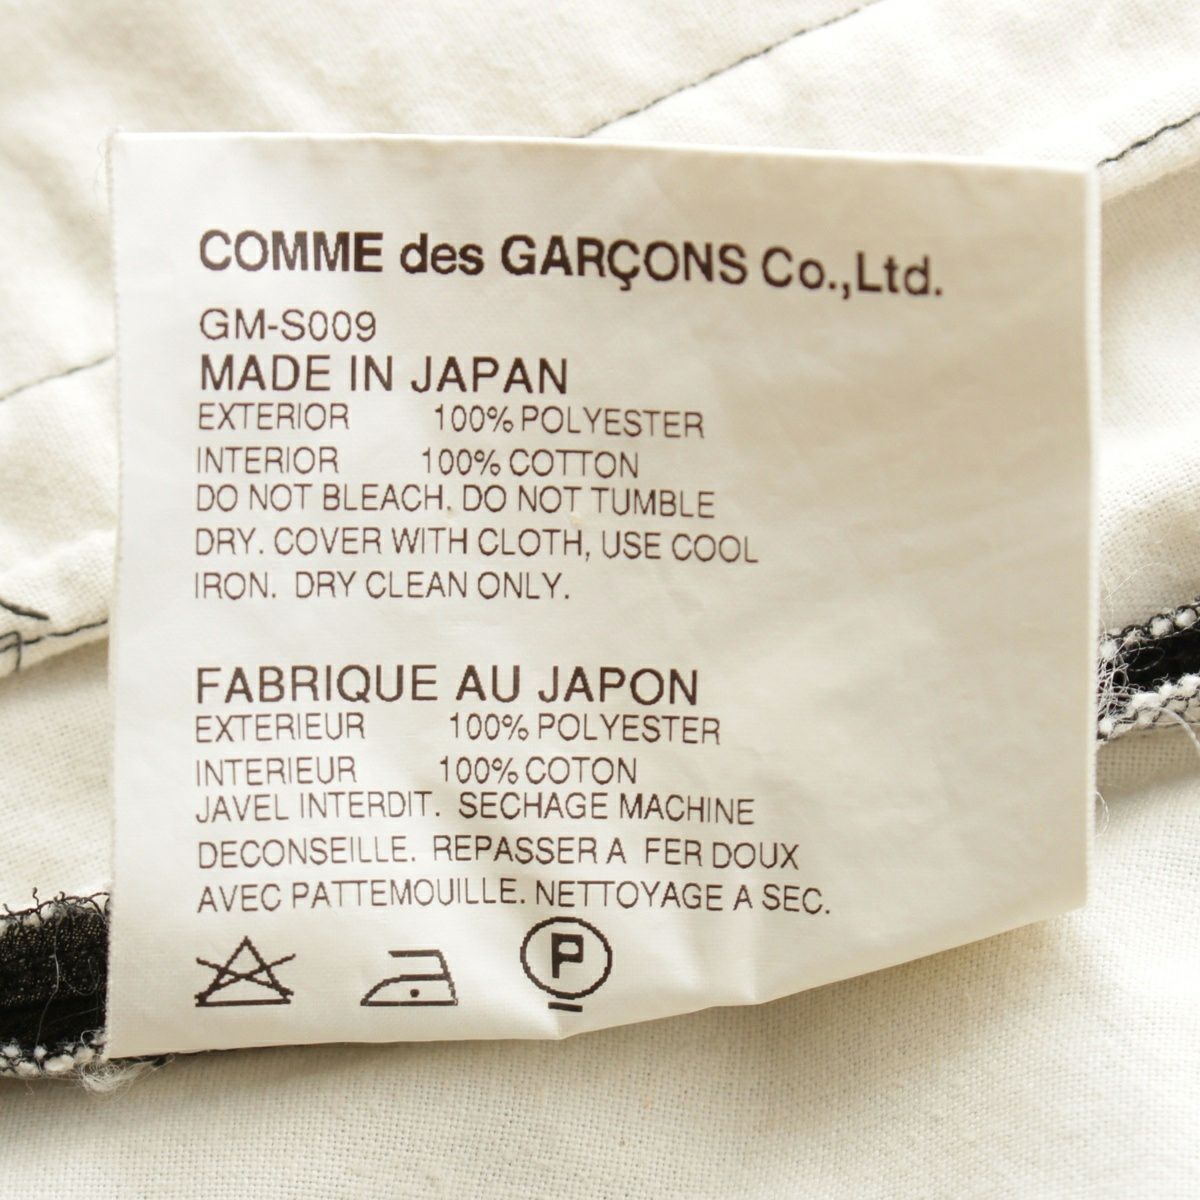 COMME des GARÇONS Co.,Ltd.
GM-S009
MADE IN JAPAN
EXTERIOR 100% POLYESTER
INTERIOR 100% COTTON
DO NOT BLEACH. DO NOT TUMBLE
DRY. COVER WITH CLOTH, USE COOL
IRON. DRY CLEAN ONLY.
FABRIQUE AU JAPON
EXTERIEUR 100% POLYESTER
INTERIEUR 100% COTON
JAVEL INTERDIT. SECHAGE MACHINE
DECONSEILLE. REPASSER A FER DOUX
AVEC PATTEMOUILLE. NETTOYAGE A SEC.
P